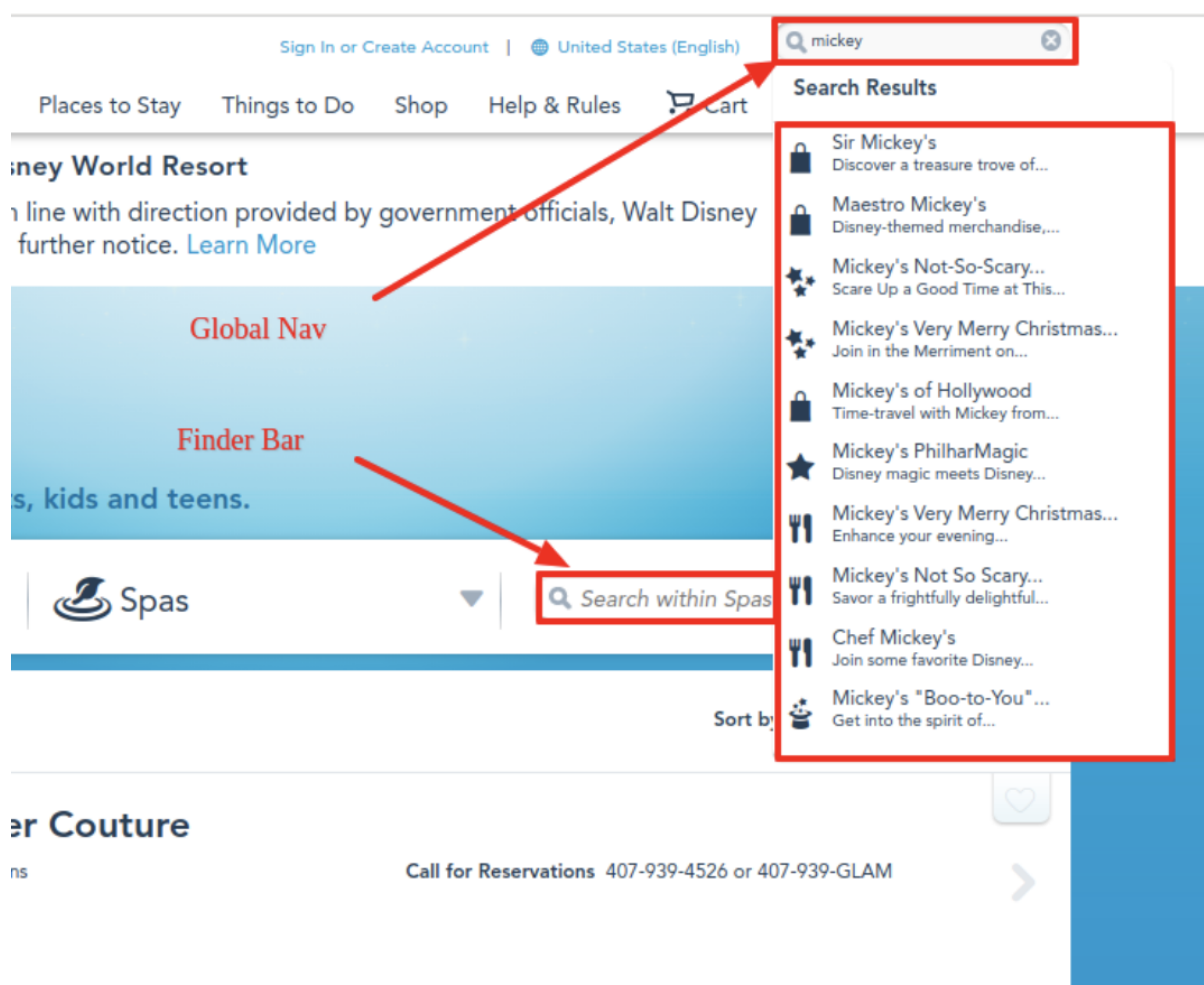 Sign In or Create Account | United States (English)
mickey
Places to Stay Things to Do Shop Help & Rules Cart
Search Results
sney World Resort
n line with direction provided by government officials, Walt Disney
further notice. Learn More
Sir Mickey's
Discover a treasure trove of...
Maestro Mickey's
Disney-themed merchandise,...
Mickey's Not-So-Scary...
Scare Up a Good Time at This...
Mickey's Very Merry Christmas...
Join in the Merriment on...
Mickey's of Hollywood
Time-travel with Mickey from...
Mickey's PhilharMagic
Disney magic meets Disney...
Mickey's Very Merry Christmas...
Enhance your evening...
Mickey's Not So Scary...
Savor a frightfully delightful...
Chef Mickey's
Join some favorite Disney...
Mickey's "Boo-to-You"...
Get into the spirit of...
Global Nav
Finder Bar
s, kids and teens.
Spas
Search within Spas
Sort by
er Couture
ns
Call for Reservations 407-939-4526 or 407-939-GLAM